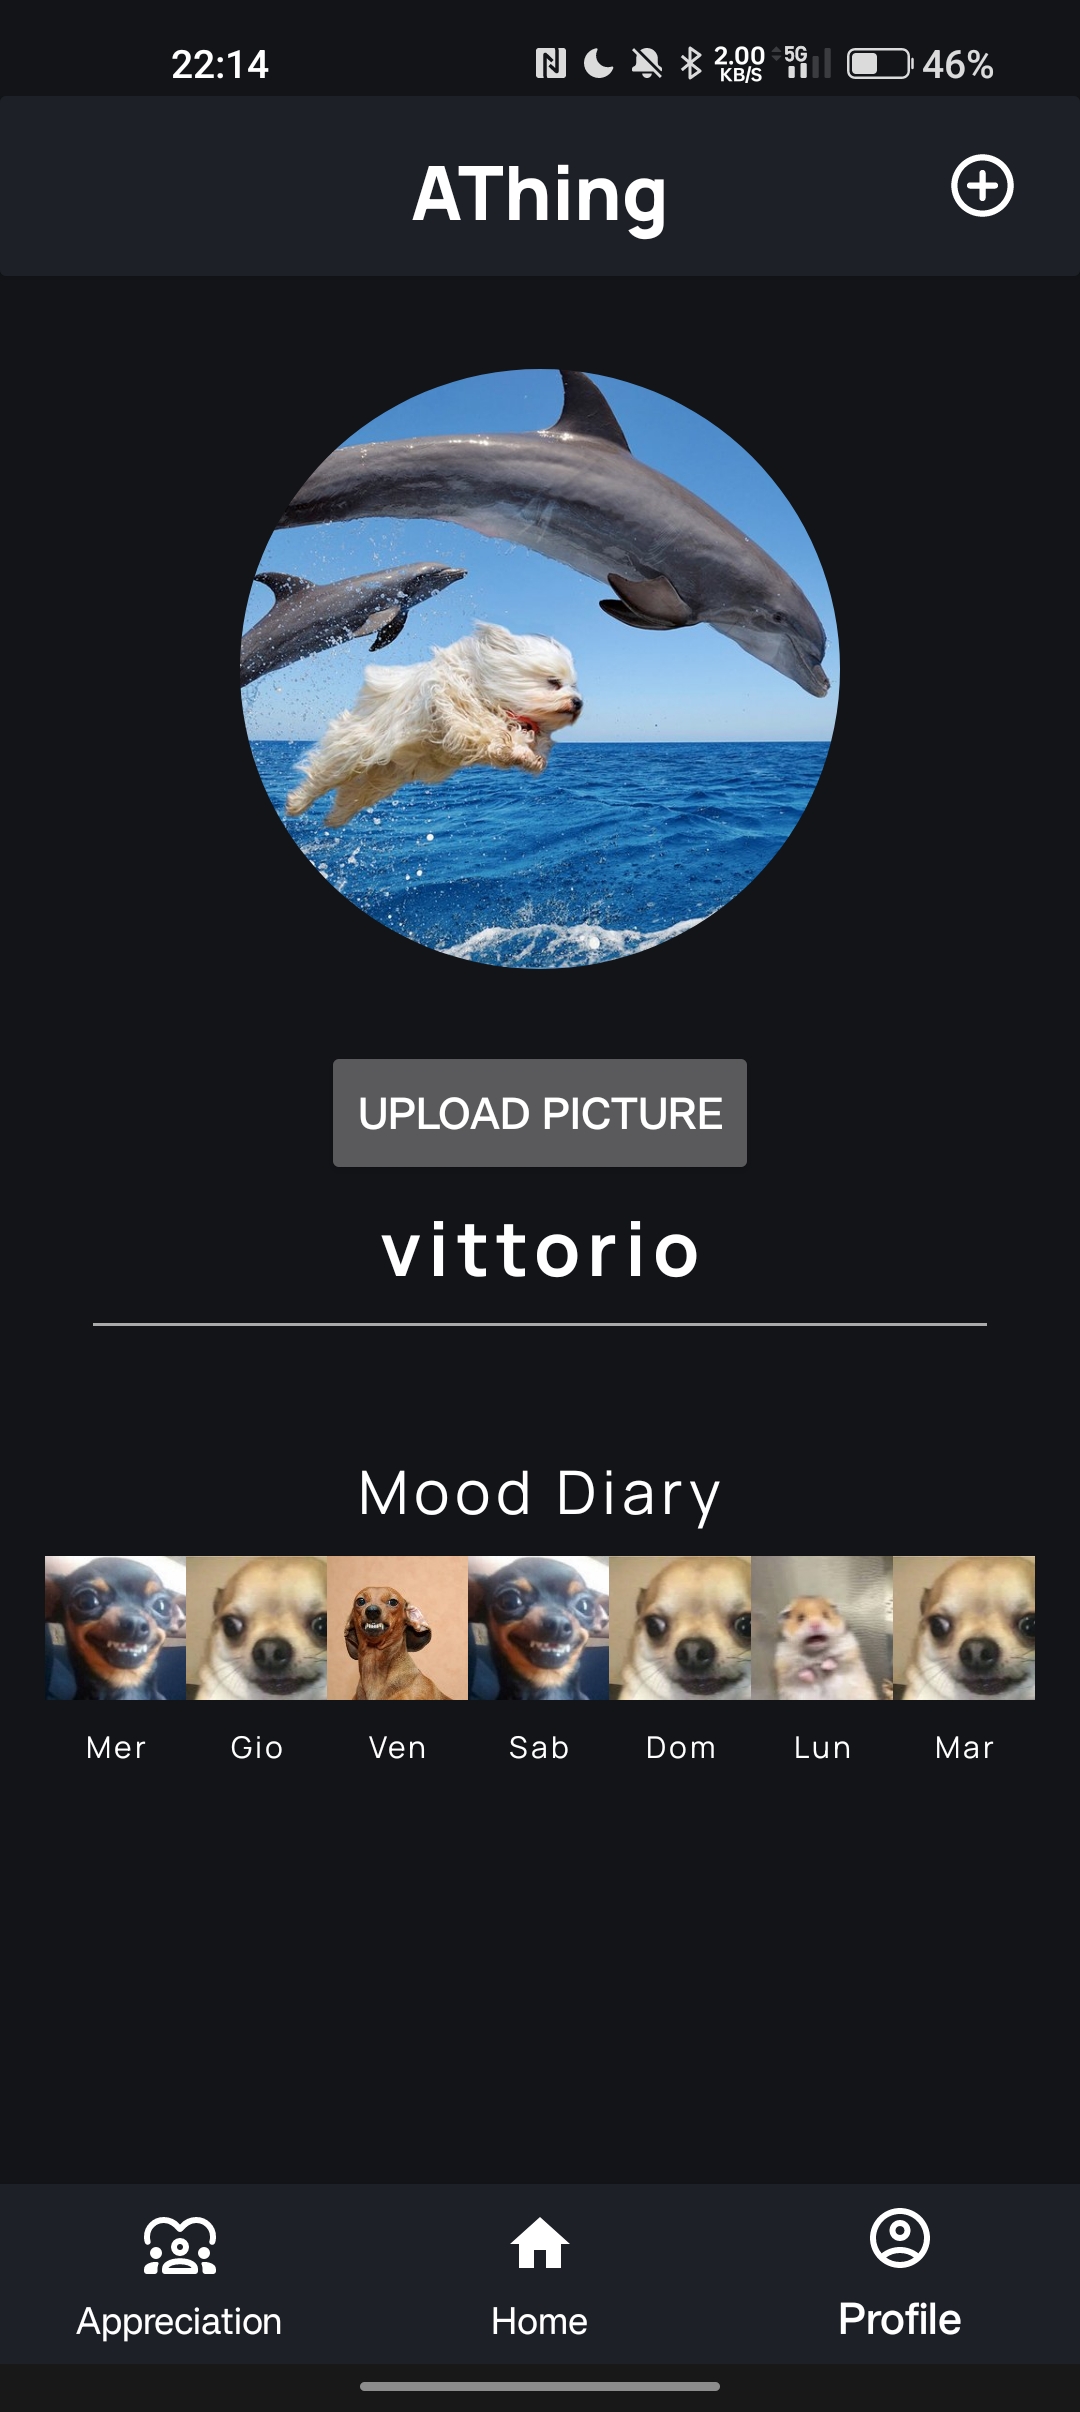 22:14 2.00 KB/S 5G 46%
AThing
UPLOAD PICTURE
vittorio
Mood Diary
Mer Gio Ven Sab Dom Lun Mar
Appreciation Home Profile